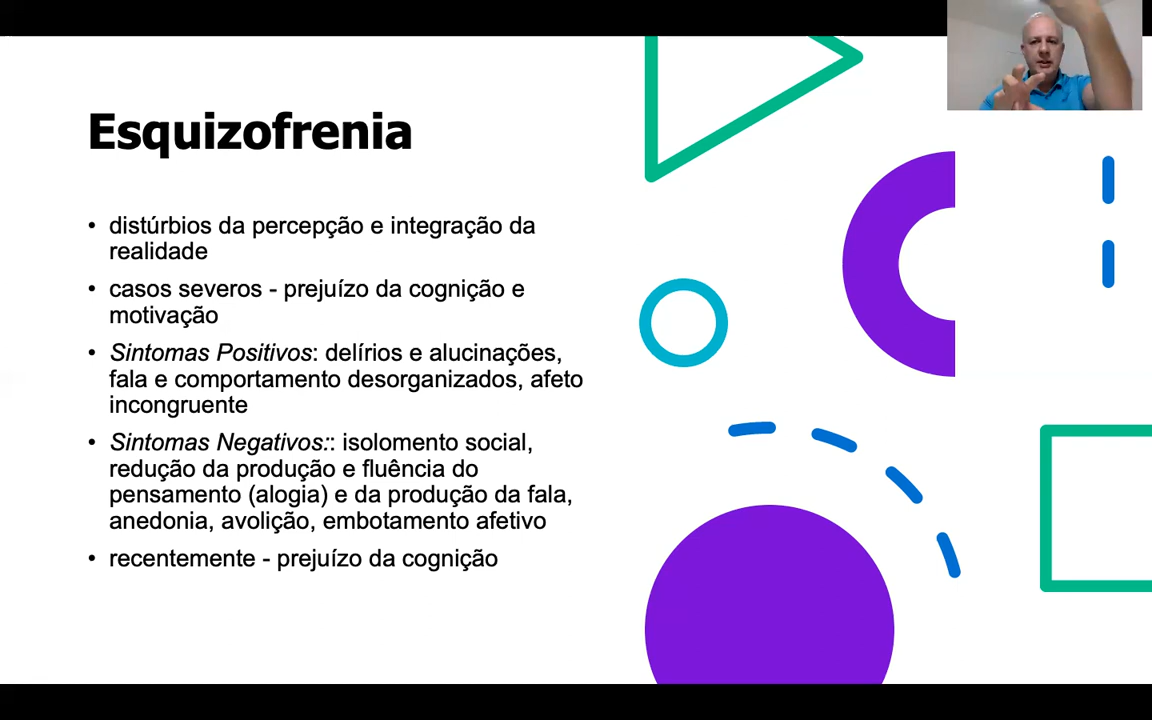 Esquizofrenia
• distúrbios da percepção e integração da
realidade
• casos severos - prejuízo da cognição e
motivação
• Sintomas Positivos: delírios e alucinações,
fala e comportamento desorganizados, afeto
incongruente
• Sintomas Negativos:: isolomento social,
redução da produção e fluência do
pensamento (alogia) e da produção da fala,
anedonia, avolição, embotamento afetivo
• recentemente - prejuízo da cognição